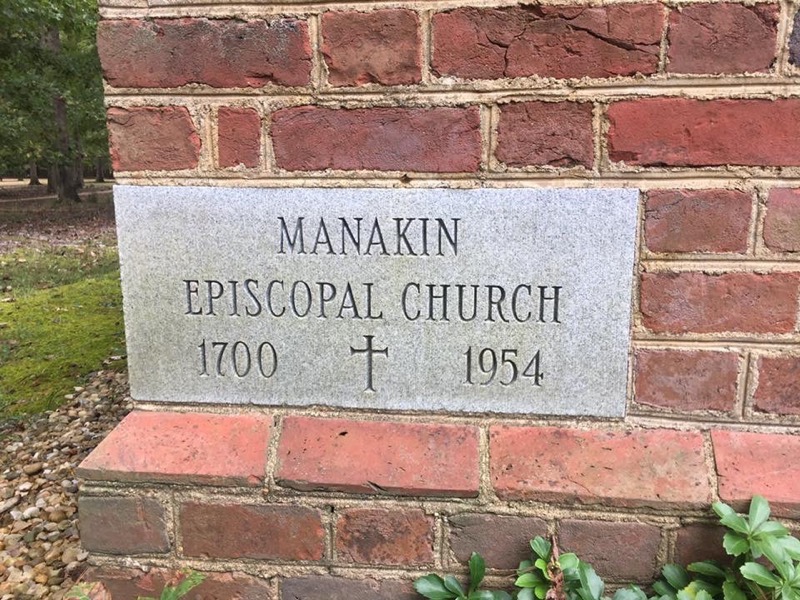 MANAKIN
EPISCOPAL CHURCH
1700 † 1954